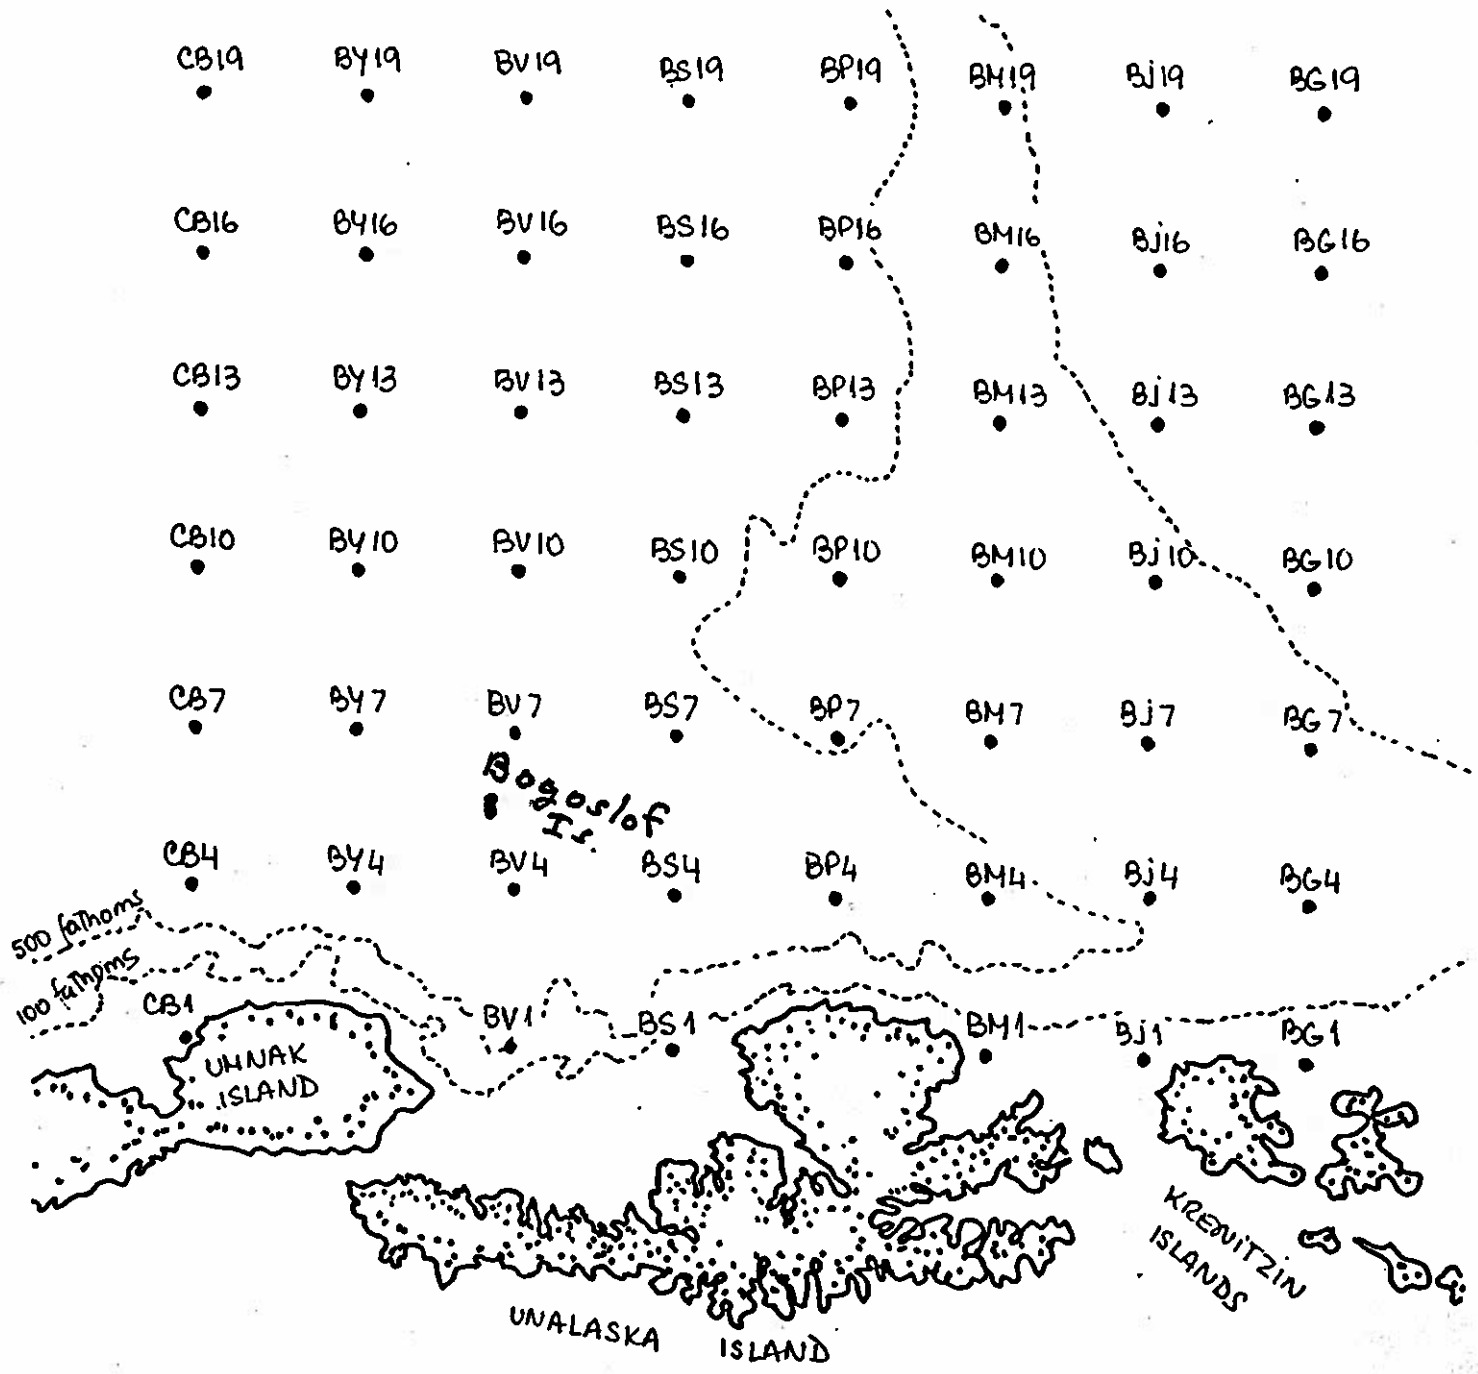 CB19 BY19 BV19 BS19 BP19 BM19 Bj19 BG19
CB16 BY16 BV16 BS16 BP16 BM16 Bj16 BG16
CB13 BY13 BV13 BS13 BP13 BM13 Bj13 BG13
CB10 BY10 BV10 BS10 BP10 BM10 Bj10 BG10
CB7 BY7 BV7 BS7 BP7 BM7 Bj7 BG7
Bogoslof
Is.
CB4 BY4 BV4 BS4 BP4 BM4 Bj4 BG4
500 fathoms
100 fathoms
CB1 BV1 BS1 BM1 Bj1 BG1
UMNAK
ISLAND
KRENITZIN
ISLANDS
UNALASKA ISLAND